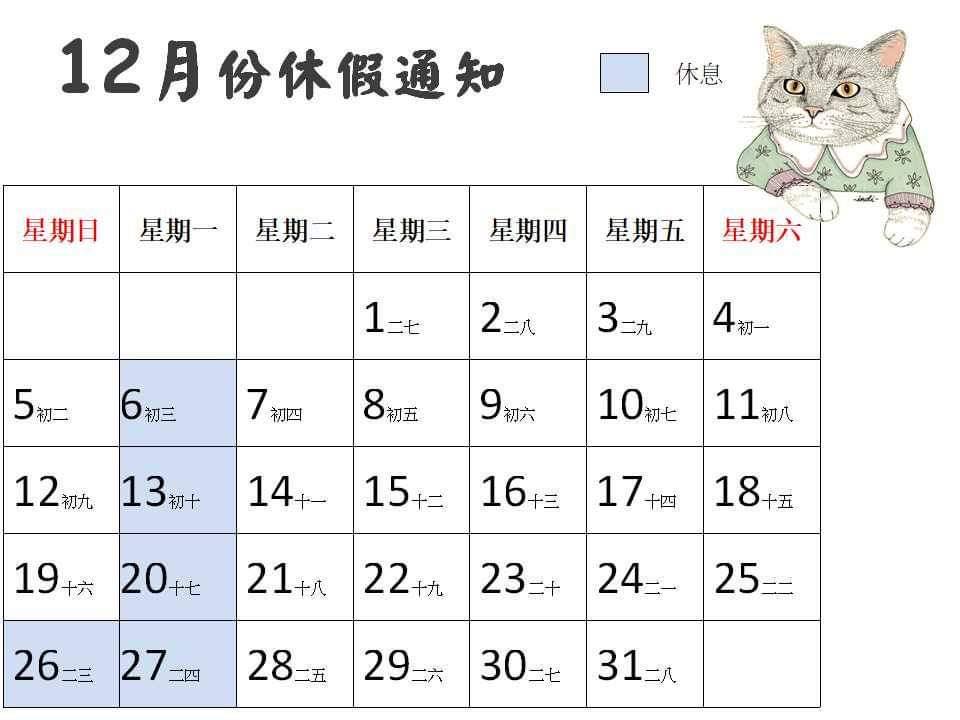 12月份休假通知
休息
-indi-
星期日 星期一 星期二 星期三 星期四 星期五 星期六
1二七 2二八 3二九 4初一
5初二 6初三 7初四 8初五 9初六 10初七 11初八
12初九 13初十 14十一 15十二 16十三 17十四 18十五
19十六 20十七 21十八 22十九 23二十 24二一 25二二
26二三 27二四 28二五 29二六 30二七 31二八